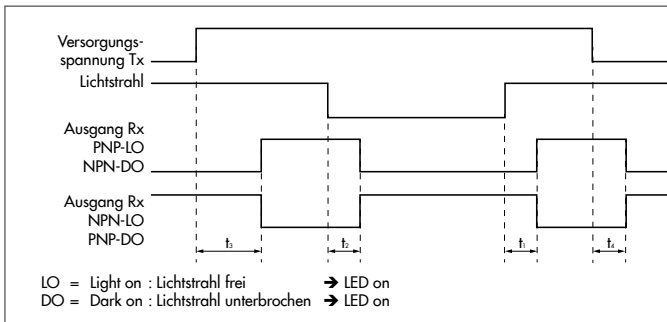 Versorgungs-
spannung Tx
Lichtstrahl
Ausgang Rx
PNP-LO
NPN-DO
Ausgang Rx
NPN-LO
PNP-DO
t₃ t₂ t₁ t₄
LO = Light on : Lichtstrahl frei ➔ LED on
DO = Dark on : Lichtstrahl unterbrochen ➔ LED on